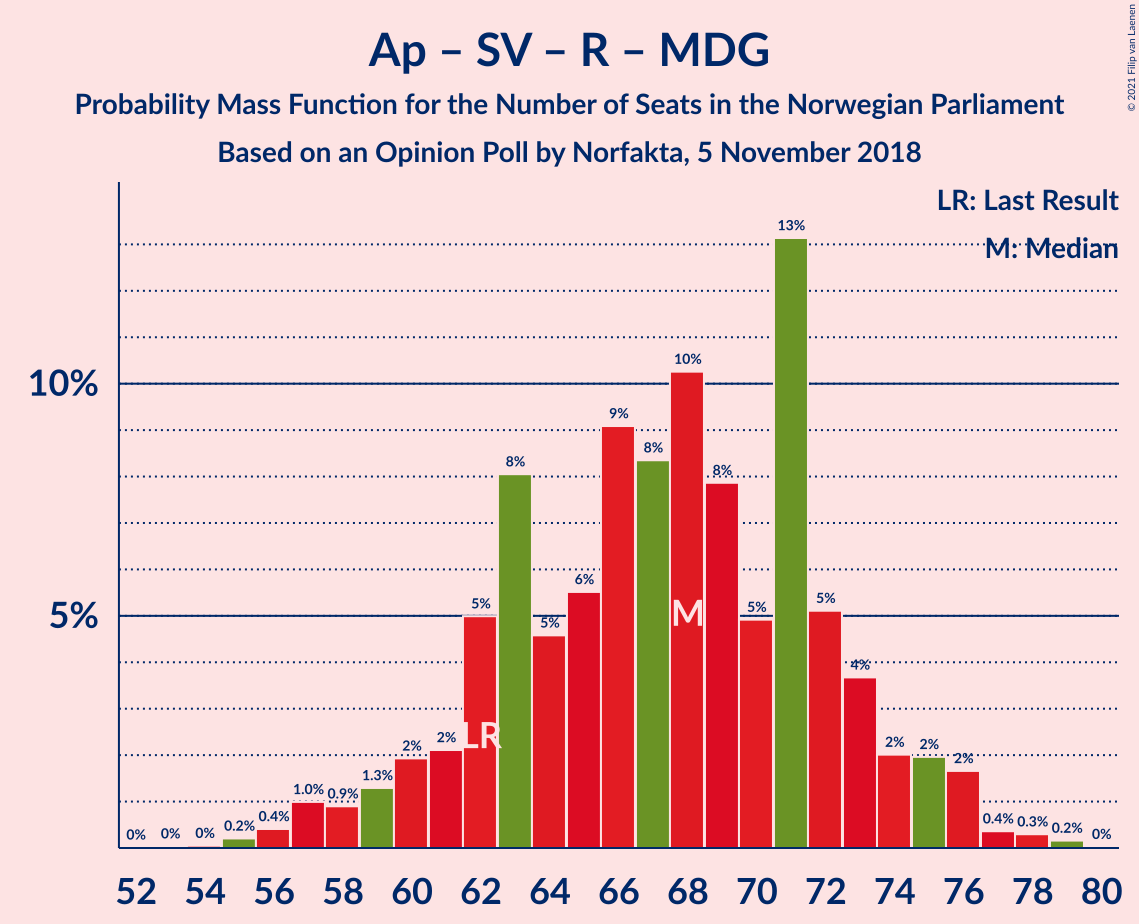 Ap – SV – R – MDG
Probability Mass Function for the Number of Seats in the Norwegian Parliament
Based on an Opinion Poll by Norfakta, 5 November 2018
© 2021 Filip van Laenen
LR: Last Result
M: Median
10%
5%
0% 0% 0% 0.2% 0.4% 1.0% 0.9% 1.3% 2% 2% 5% 8% 5% 6% 9% 8% 10% 8% 5% 13% 5% 4% 2% 2% 2% 0.4% 0.3% 0.2% 0%
LR
M
52 54 56 58 60 62 64 66 68 70 72 74 76 78 80